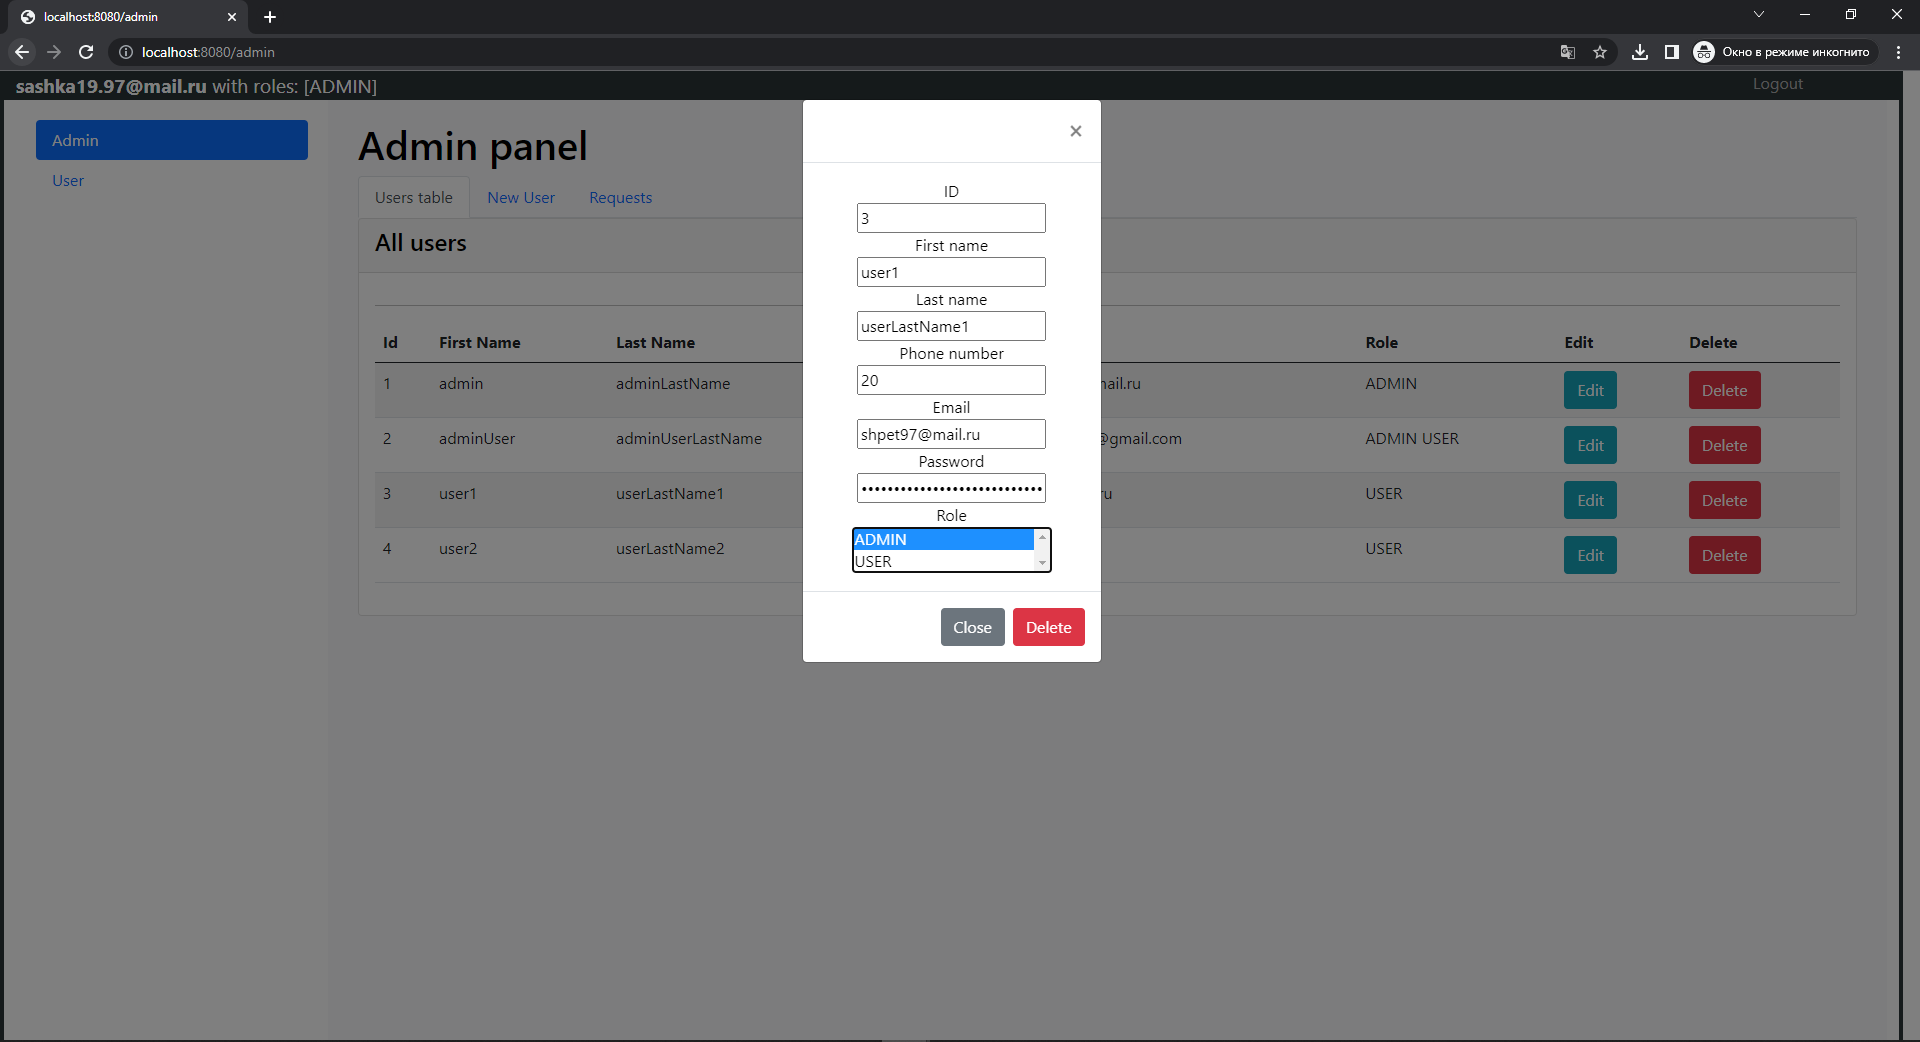 localhost:8080/admin
localhost:8080/admin
Окно в режиме инкогнито
sashka19.97@mail.ru with roles: [ADMIN]
Logout
Admin
User
Admin panel
Users table
New User
Requests
All users
Id
First Name
Last Name
Role
Edit
Delete
1
admin
adminLastName
mail.ru
ADMIN
Edit
Delete
2
adminUser
adminUserLastName
@gmail.com
ADMIN USER
Edit
Delete
3
user1
userLastName1
ru
USER
Edit
Delete
4
user2
userLastName2
USER
Edit
Delete
×
ID
3
First name
user1
Last name
userLastName1
Phone number
20
Email
shpet97@mail.ru
Password
••••••••••••••••••••••••••••
Role
ADMIN
USER
Close
Delete